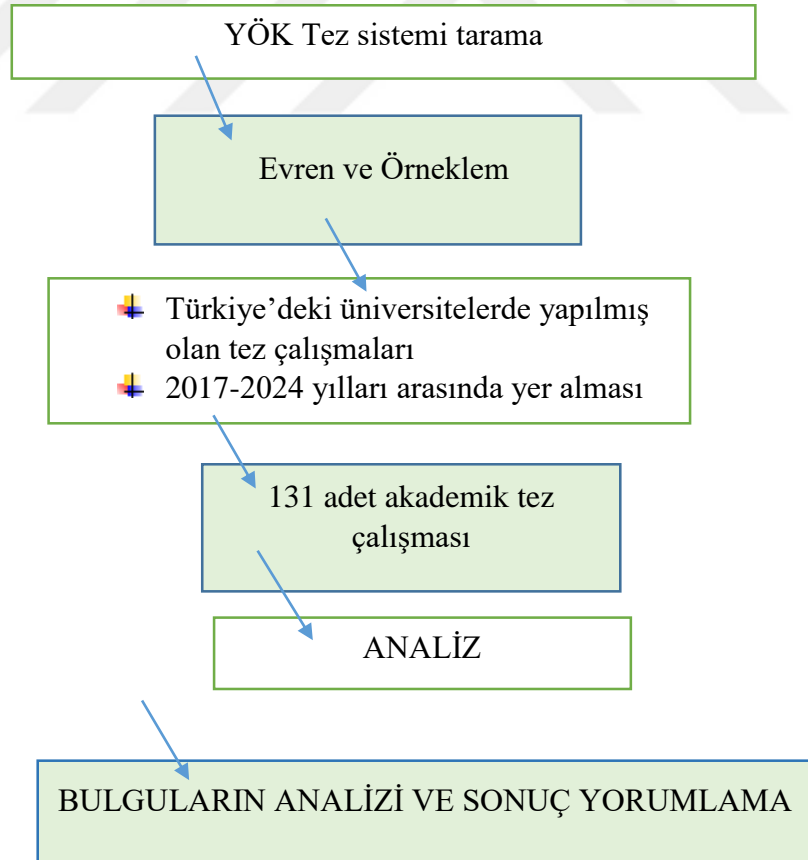 YÖK Tez sistemi tarama
Evren ve Örneklem
Türkiye’deki üniversitelerde yapılmış
olan tez çalışmaları
2017-2024 yılları arasında yer alması
131 adet akademik tez
çalışması
ANALİZ
BULGULARIN ANALİZİ VE SONUÇ YORUMLAMA